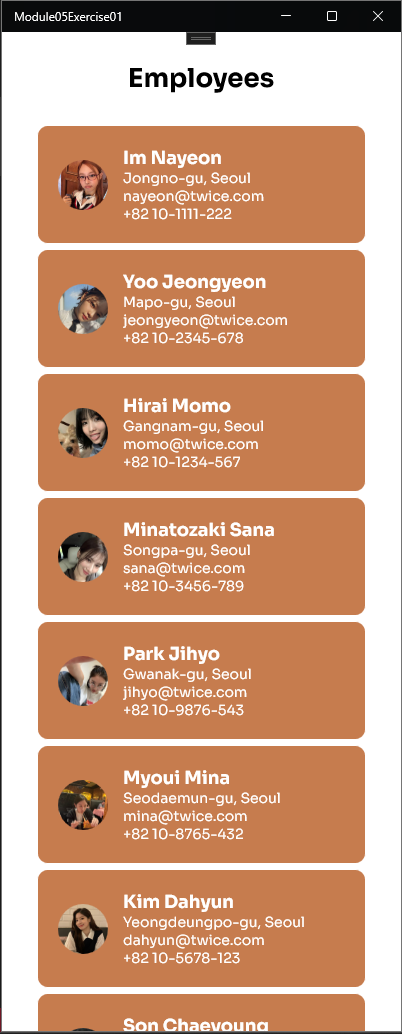 Module05Exercise01
Employees
Im Nayeon
Jongno-gu, Seoul
nayeon@twice.com
+82 10-1111-222
Yoo Jeongyeon
Mapo-gu, Seoul
jeongyeon@twice.com
+82 10-2345-678
Hirai Momo
Gangnam-gu, Seoul
momo@twice.com
+82 10-1234-567
Minatozaki Sana
Songpa-gu, Seoul
sana@twice.com
+82 10-3456-789
Park Jihyo
Gwanak-gu, Seoul
jihyo@twice.com
+82 10-9876-543
Myoui Mina
Seodaemun-gu, Seoul
mina@twice.com
+82 10-8765-432
Kim Dahyun
Yeongdeungpo-gu, Seoul
dahyun@twice.com
+82 10-5678-123
Son Chaeyoung